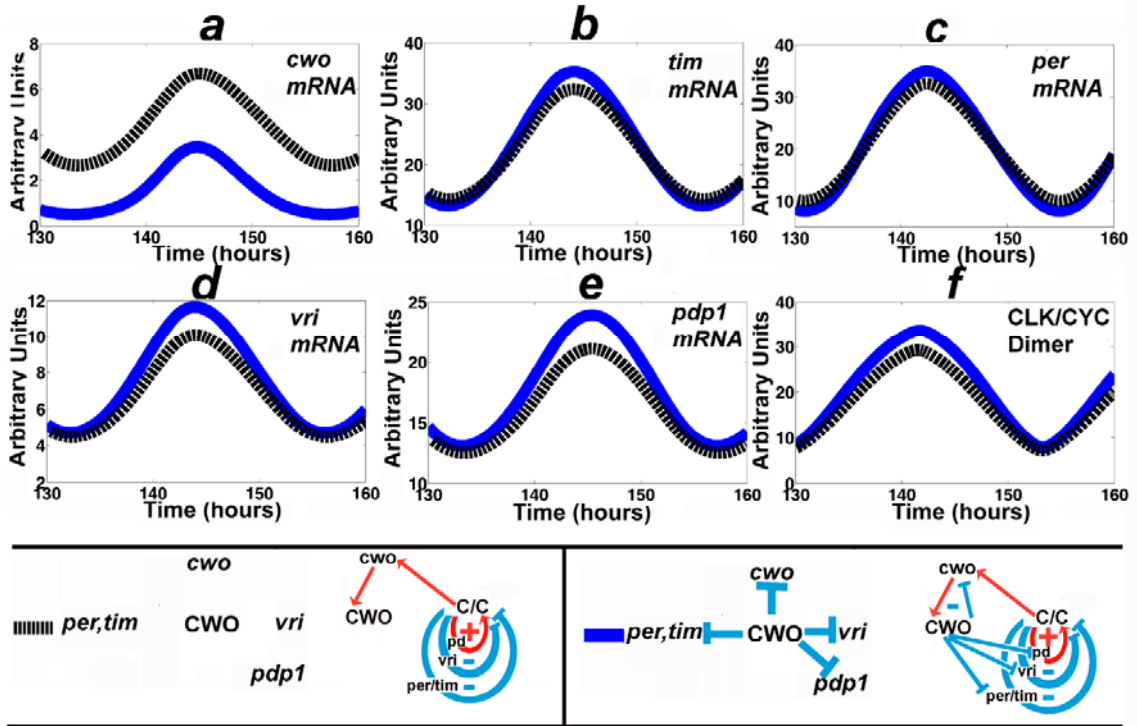 a
b
c
8
6
4
2
0
Arbitrary Units
cwo
mRNA
130
140
150
160
Time (hours)
40
30
20
10
Arbitrary Units
tim
mRNA
130
140
150
160
Time (hours)
40
30
20
10
0
Arbitrary Units
per
mRNA
130
140
150
160
Time (hours)
d
e
f
12
10
8
6
4
2
Arbitrary Units
vri
mRNA
130
140
150
160
Time (hours)
25
20
15
10
Arbitrary Units
pdp1
mRNA
130
140
150
160
Time (hours)
40
30
20
10
0
Arbitrary Units
CLK/CYC
Dimer
130
140
150
160
Time (hours)
cwo
per,tim
CWO
vri
pdp1
cwo
CWO
C/C
+
pd
vri
-
per/tim
-
cwo
per,tim
CWO
vri
pdp1
cwo
-
CWO
C/C
+
pd
vri
-
per/tim
-